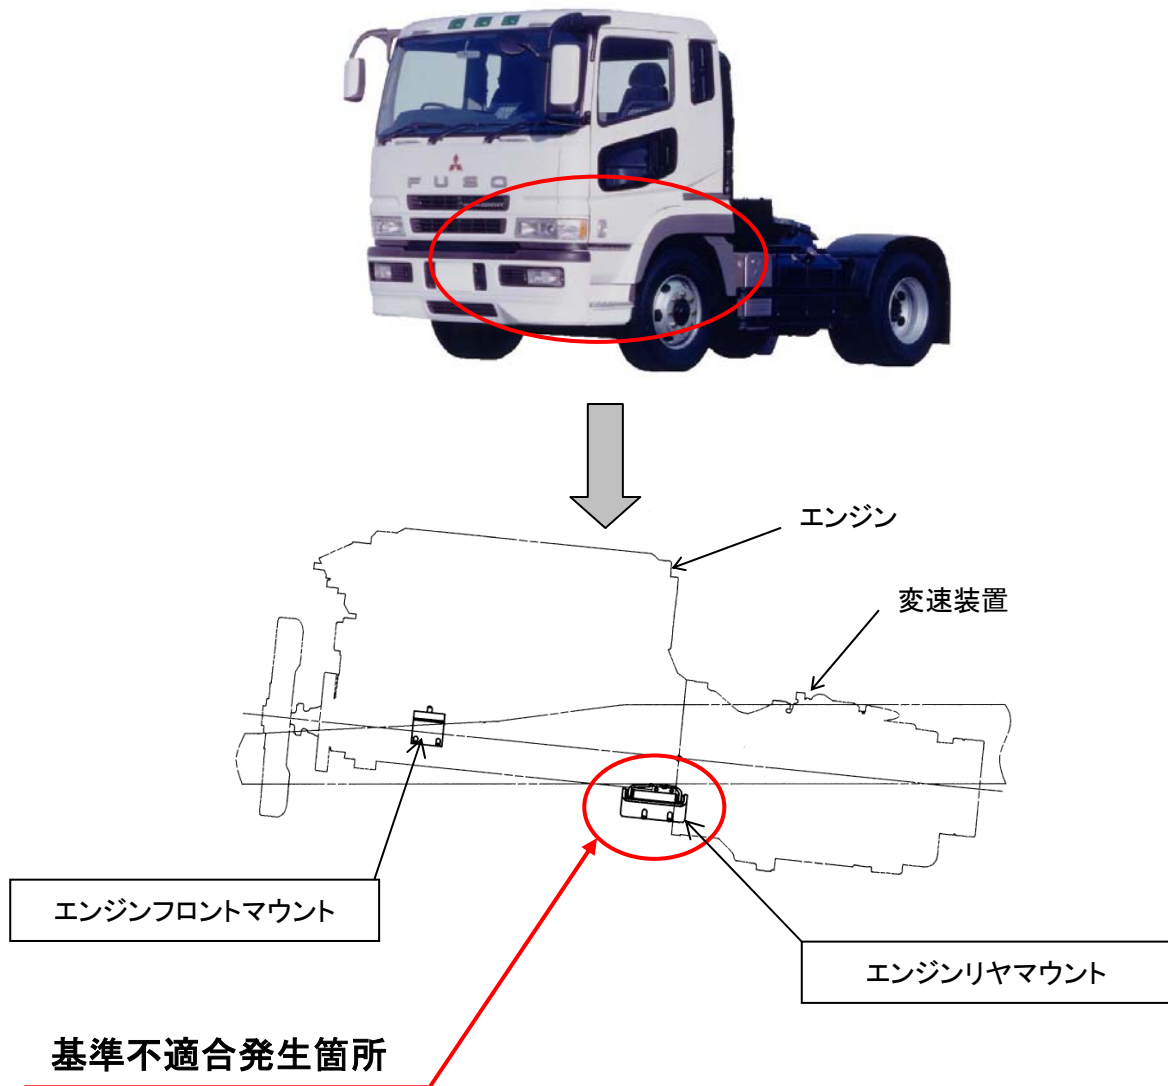 FUSO
エンジン
変速装置
エンジンフロントマウント
エンジンリヤマウント
基準不適合発生箇所